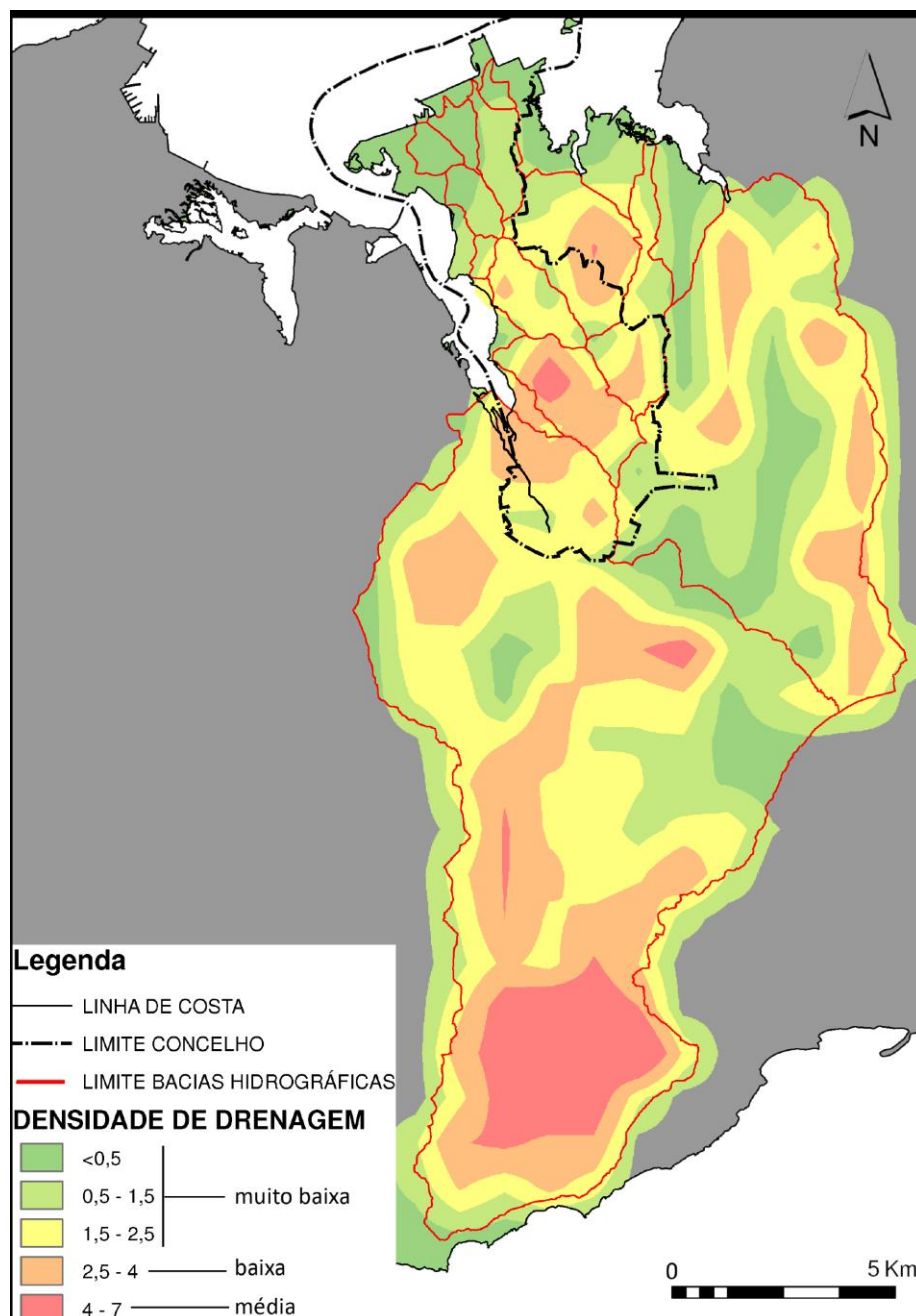 N
Legenda
LINHA DE COSTA
LIMITE CONCELHO
LIMITE BACIAS HIDROGRÁFICAS
DENSIDADE DE DRENAGEM
<0,5
0,5 - 1,5 muito baixa
1,5 - 2,5
2,5 - 4 baixa
4 - 7 média
0 5 Km